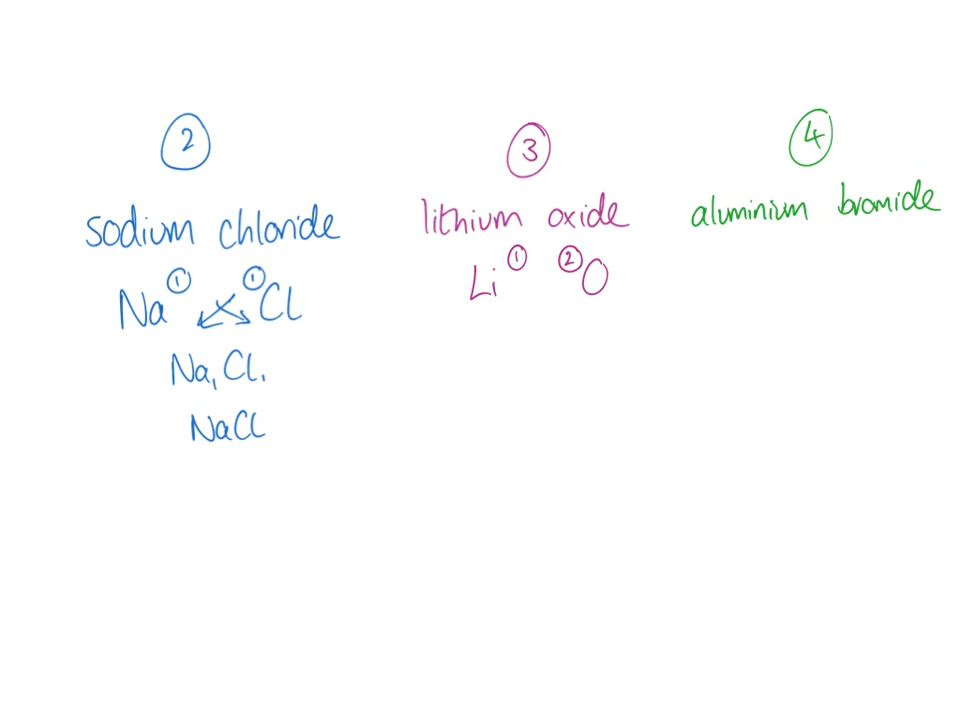 2
sodium chloride
Na ① ① Cl
Na₁Cl₁
NaCl
3
lithium oxide
Li ① ② O
4
aluminium bromide